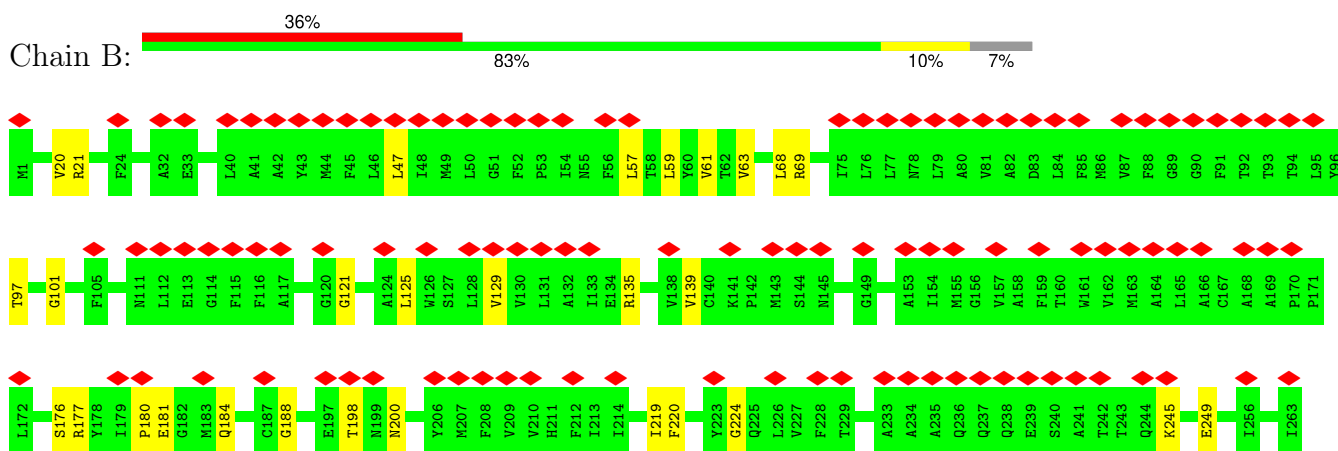 36%
Chain B:
83% 10% 7%
M1 V20 R21 F24 A32 E33 L40 A41 A42 Y43 M44 F45 L46 L47 I48 M49 L50 G51 F52 P53 I54 N55 F56 L57 T58 L59 Y60 V61 T62 V63 L68 R69 I75 L76 L77 N78 L79 A80 V81 A82 D83 L84 F85 M86 V87 F88 G89 G90 F91 T92 T93 T94 L95 Y96
T97 G101 F105 N111 L112 E113 G114 F115 F116 A117 G120 G121 A124 L125 W126 S127 L128 V129 V130 L131 A132 I133 E134 R135 V138 V139 G140 K141 P142 M143 S144 N145 G149 A153 I154 M155 G156 V157 A158 F159 T160 W161 V162 M163 A164 L165 A166 C167 A168 A169 P170 P171
L172 S176 R177 Y178 I179 P180 E181 G182 M183 Q184 C187 G188 E197 T198 N199 N200 Y206 M207 F208 V209 V210 H211 F212 I213 I214 I219 F220 Y223 G224 Q225 L226 V227 F228 T229 A233 A234 A235 Q236 Q237 Q238 E239 S240 A241 T242 T243 Q244 K245 E249 I256 I263